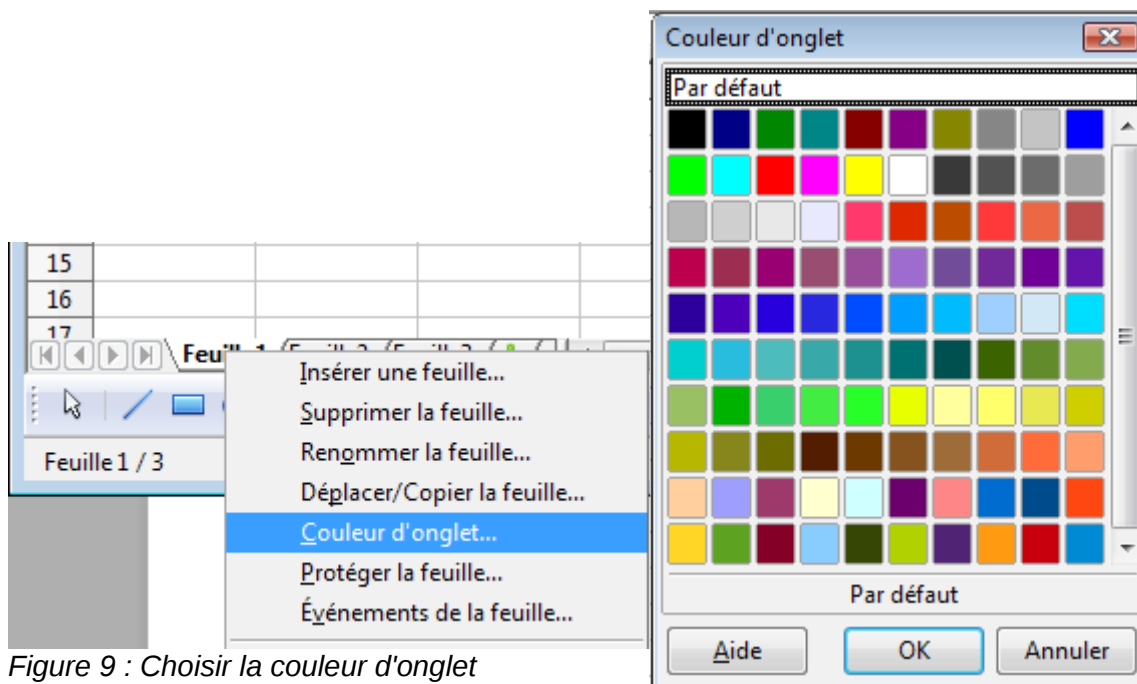 Couleur d'onglet
Par défaut
15
16
17
Insérer une feuille...
Supprimer la feuille...
Renommer la feuille...
Déplacer/Copier la feuille...
Couleur d'onglet...
Protéger la feuille...
Événements de la feuille...
Feuille 1 / 3
Par défaut
Aide
OK
Annuler
Figure 9 : Choisir la couleur d'onglet